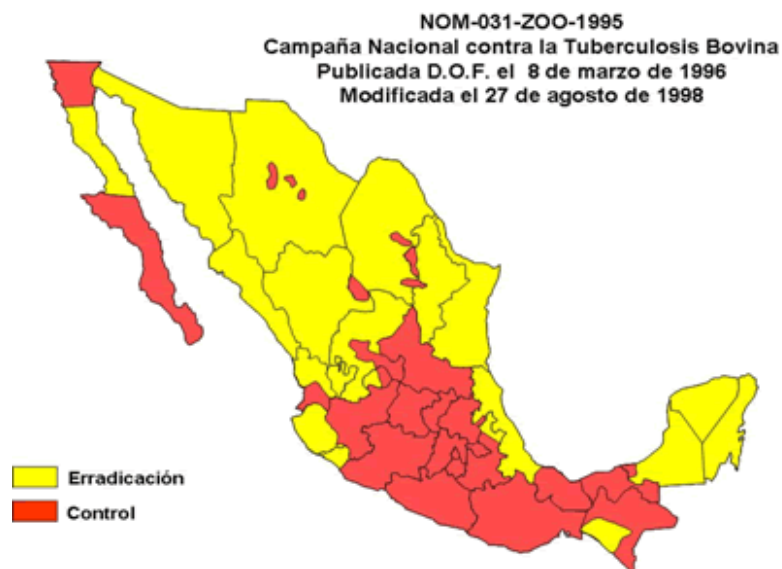 NOM-031-ZOO-1995
Campaña Nacional contra la Tuberculosis Bovina
Publicada D.O.F. el 8 de marzo de 1996
Modificada el 27 de agosto de 1998
Erradicación
Control